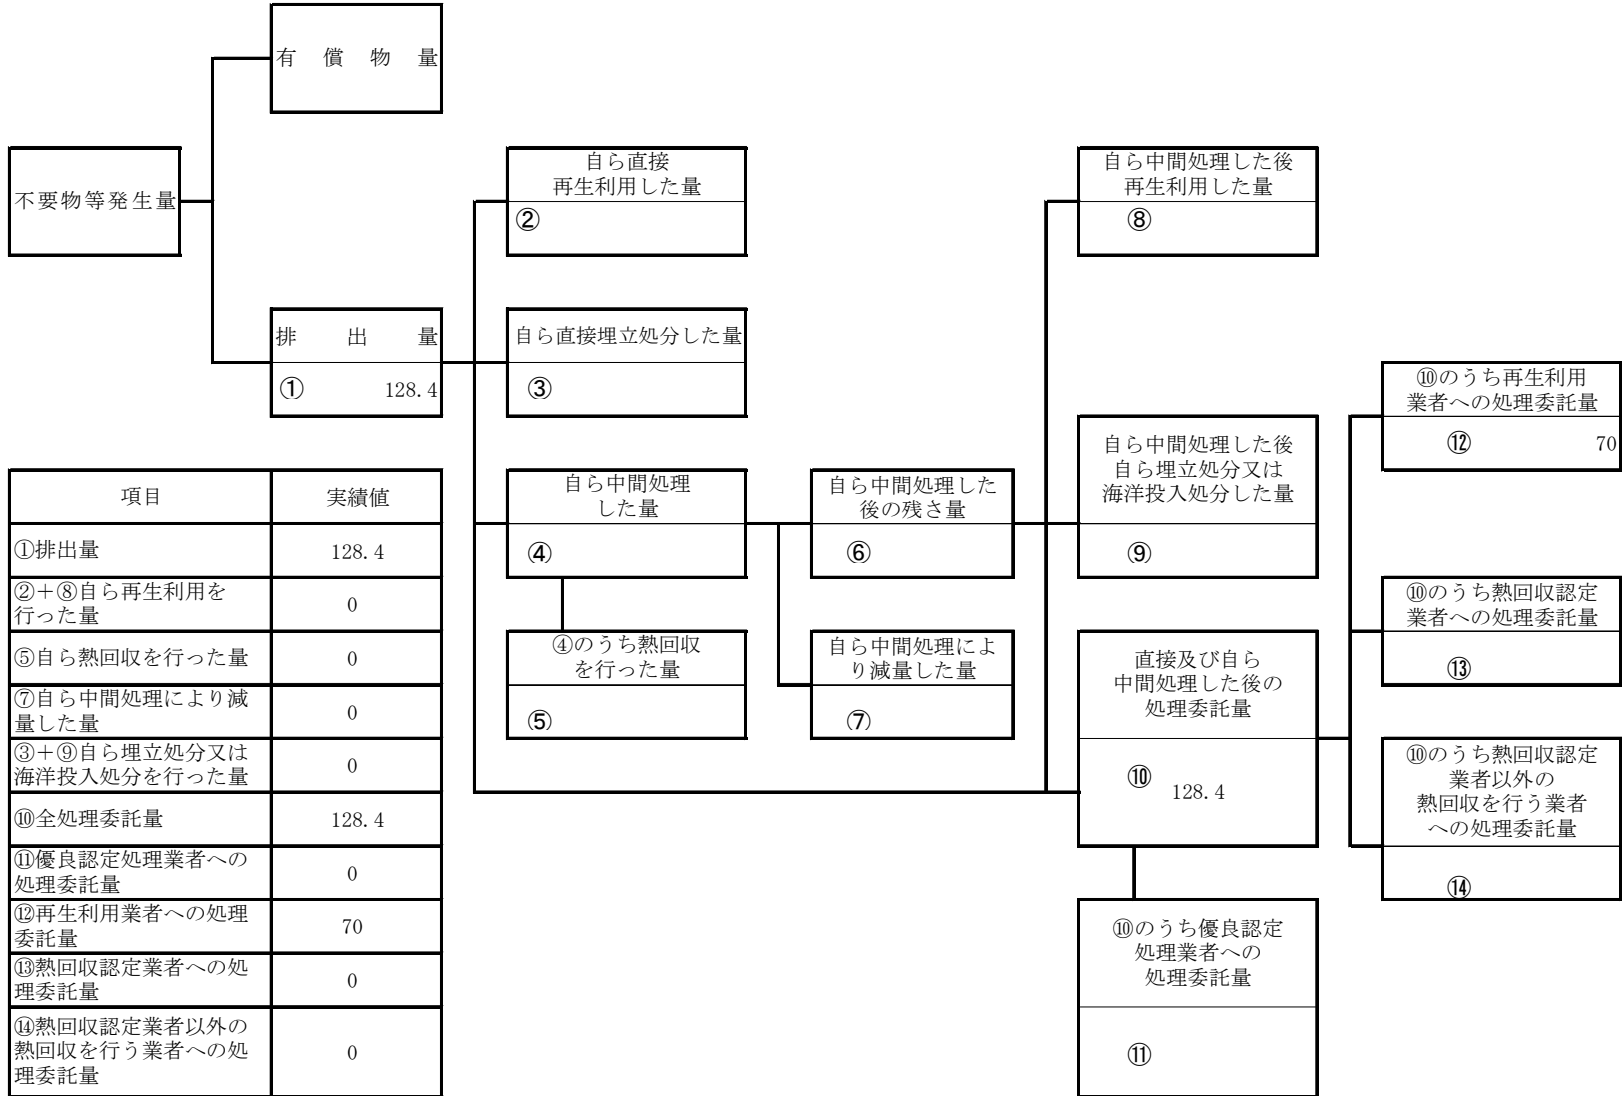 有償物量
不要物等発生量
排出量
① 128.4
自ら直接
再生利用した量
②
自ら直接埋立処分した量
③
自ら中間処理
した量
④
④のうち熱回収
を行った量
⑤
自ら中間処理した
後の残さ量
⑥
自ら中間処理によ
り減量した量
⑦
自ら中間処理した後
再生利用した量
⑧
自ら中間処理した後
自ら埋立処分又は
海洋投入処分した量
⑨
直接及び自ら
中間処理した後の
処理委託量
⑩ 128.4
⑩のうち優良認定
処理業者への
処理委託量
⑪
⑩のうち再生利用
業者への処理委託量
⑫ 70
⑩のうち熱回収認定
業者への処理委託量
⑬
⑩のうち熱回収認定
業者以外の
熱回収を行う業者
への処理委託量
⑭
項目 実績値
①排出量 128.4
②＋⑧自ら再生利用を
行った量 0
⑤自ら熱回収を行った量 0
⑦自ら中間処理により減
量した量 0
③＋⑨自ら埋立処分又は
海洋投入処分を行った量 0
⑩全処理委託量 128.4
⑪優良認定処理業者への
処理委託量 0
⑫再生利用業者への処理
委託量 70
⑬熱回収認定業者への処
理委託量 0
⑭熱回収認定業者以外の
熱回収を行う業者への処
理委託量 0